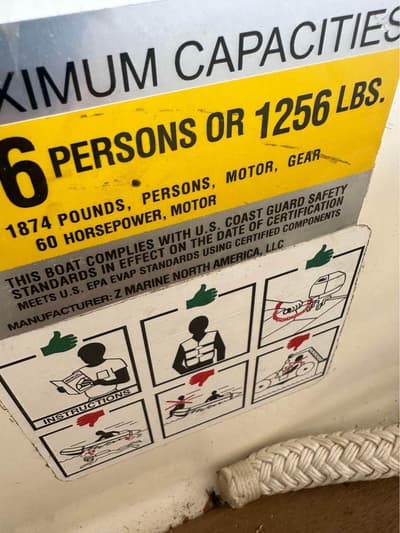 XIMUM CAPACITIES
6 PERSONS OR 1256 LBS.
1874 POUNDS, PERSONS, MOTOR, GEAR
60 HORSEPOWER, MOTOR
THIS BOAT COMPLIES WITH U.S. COAST GUARD SAFETY
STANDARDS IN EFFECT ON THE DATE OF CERTIFICATION
MEETS U.S. EPA EVAP STANDARDS USING CERTIFIED COMPONENTS
MANUFACTURER: Z MARINE NORTH AMERICA, LLC
INSTRUCTIONS